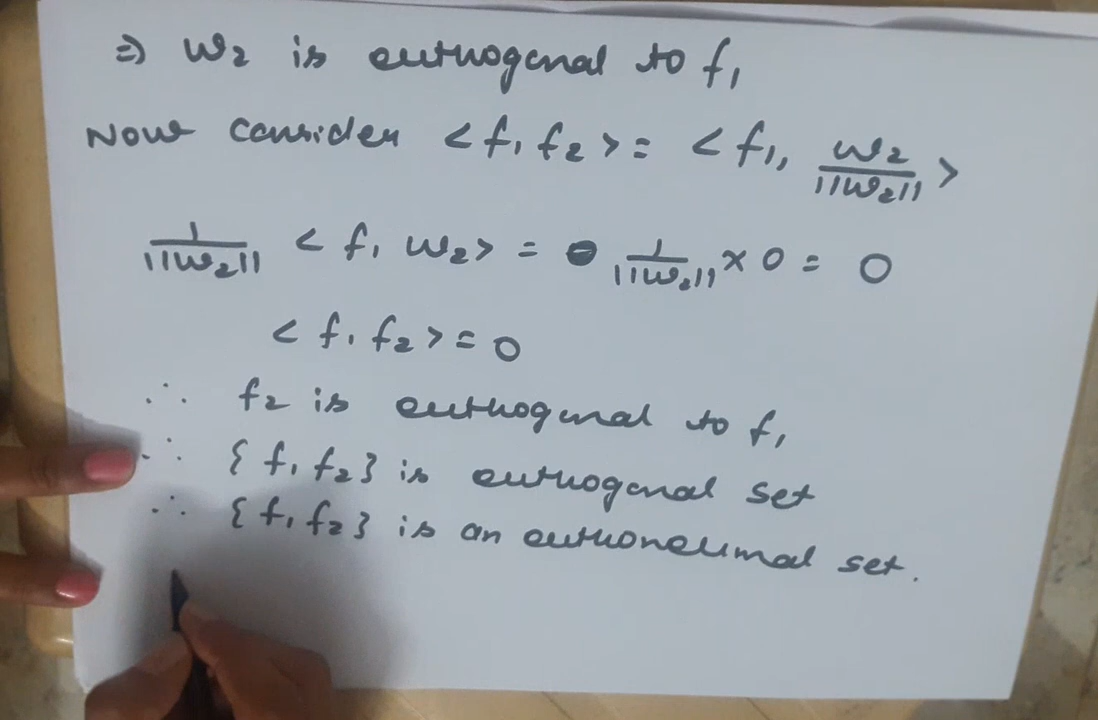 ⇒ w₂ is orthogonal to f₁
Now consider <f₁ f₂> = <f₁, w₂/||w₂||>
1/||w₂|| <f₁ w₂> = 1/||w₂|| × 0 = 0
<f₁ f₂> = 0
∴ f₂ is orthogonal to f₁
∴ {f₁ f₂} is orthogonal set
∴ {f₁ f₂} is an orthonormal set.